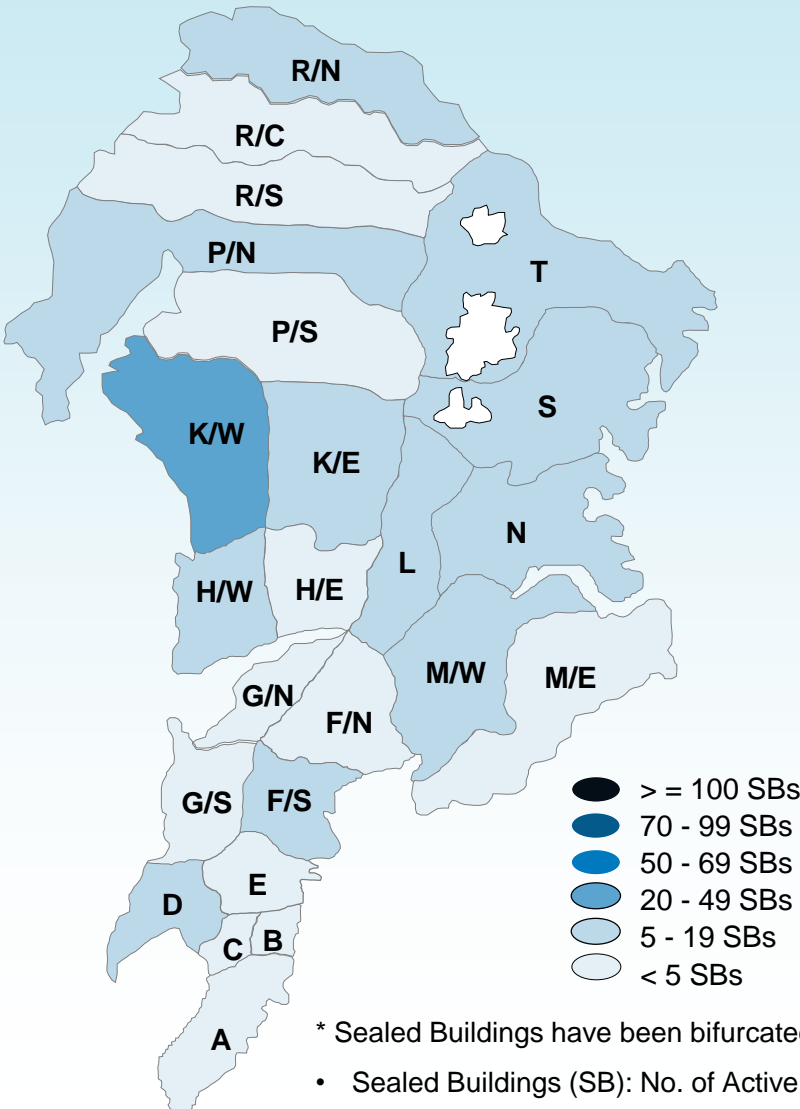 R/N
R/C
R/S
P/N
T
P/S
S
K/W
K/E
N
L
H/W
H/E
M/W
M/E
G/N
F/N
G/S
F/S
> = 100 SBs
70 - 99 SBs
50 - 69 SBs
20 - 49 SBs
5 - 19 SBs
< 5 SBs
E
D
B
C
A
* Sealed Buildings have been bifurcated
• Sealed Buildings (SB): No. of Active